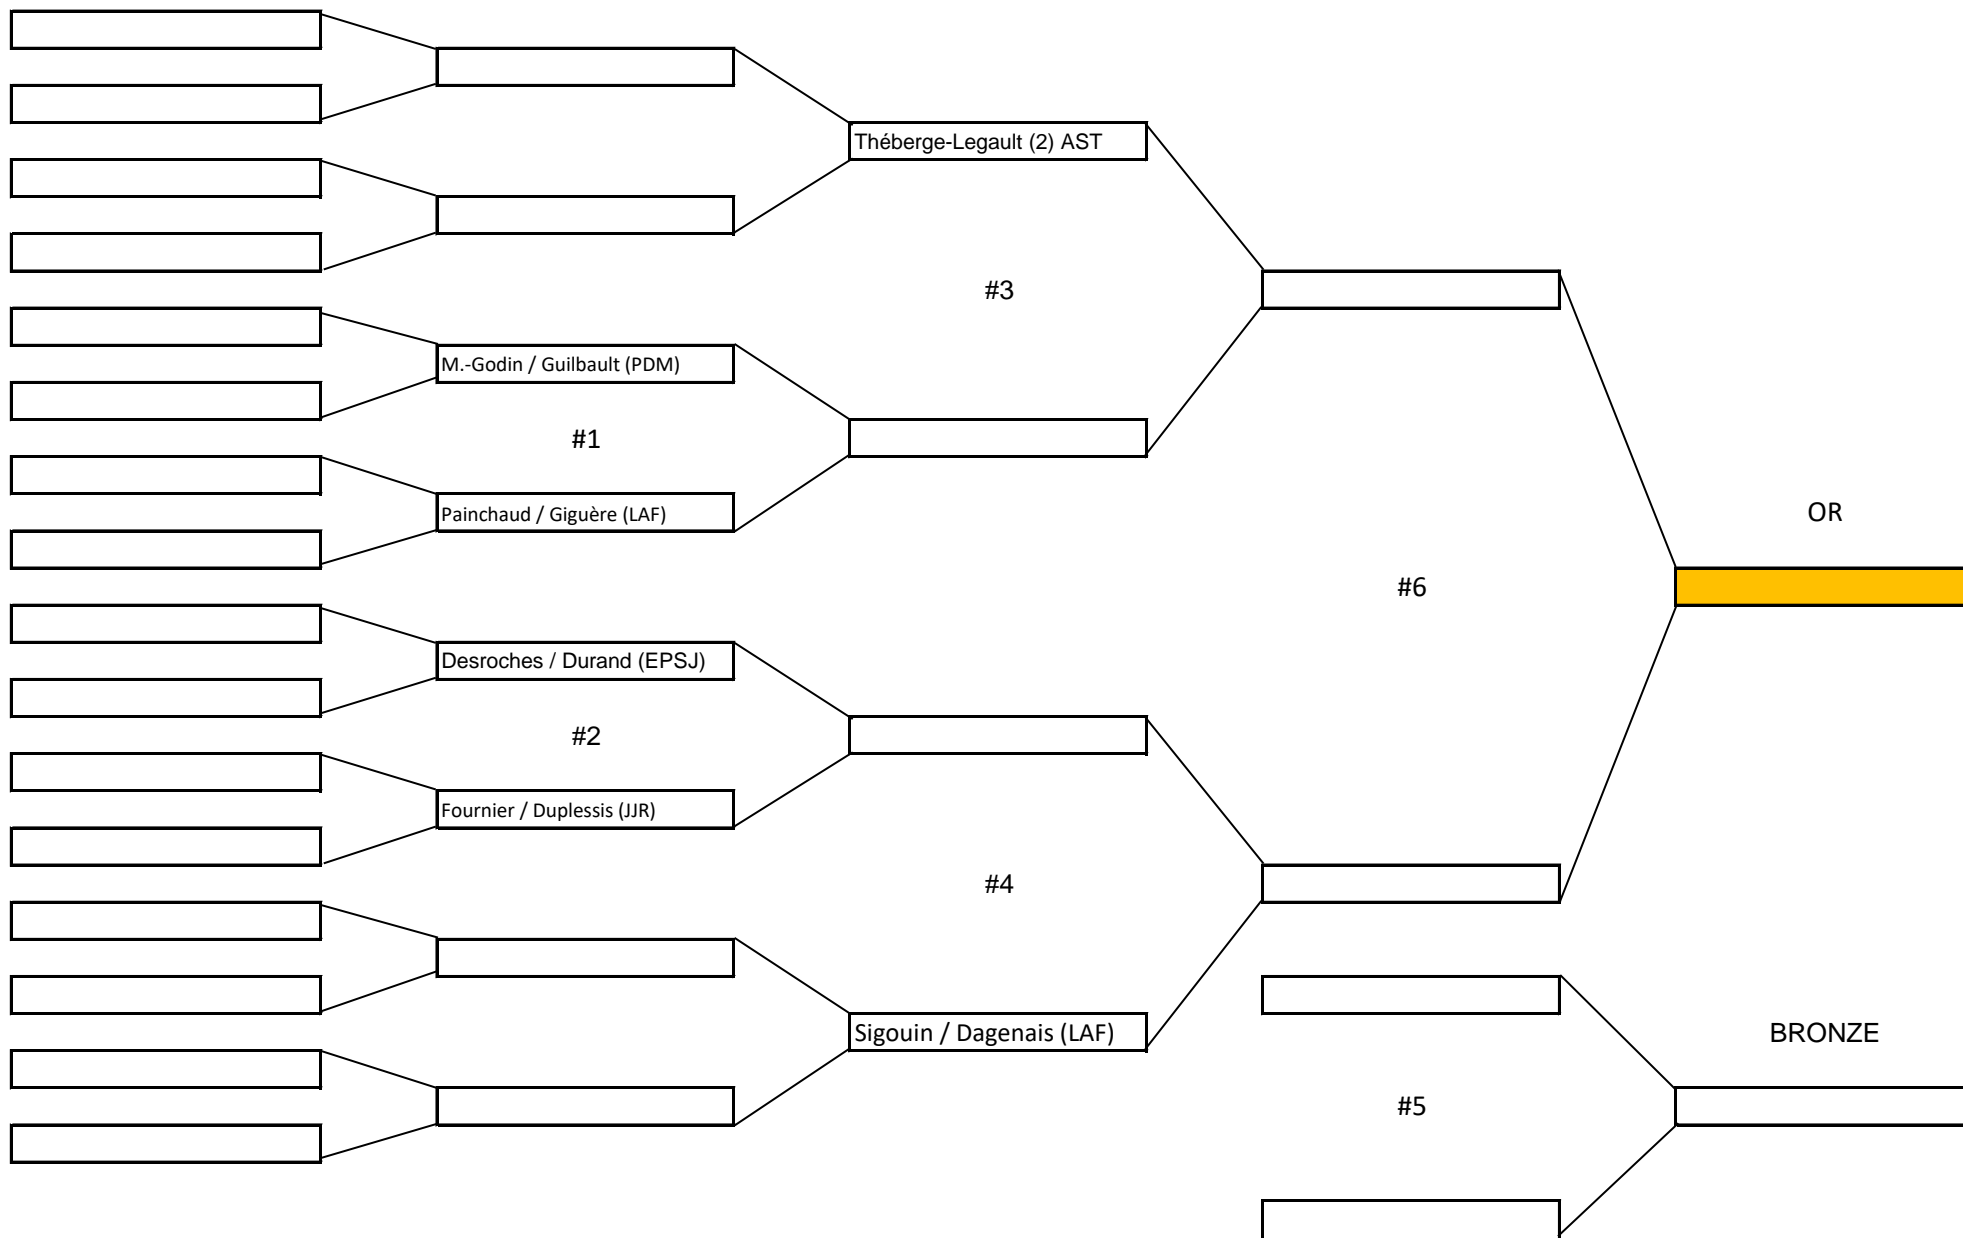 Théberge-Legault (2) AST
#3
M.-Godin / Guilbault (PDM)
#1
Painchaud / Giguère (LAF)
OR
#6
Desroches / Durand (EPSJ)
#2
Fournier / Duplessis (JJR)
#4
Sigouin / Dagenais (LAF)
BRONZE
#5